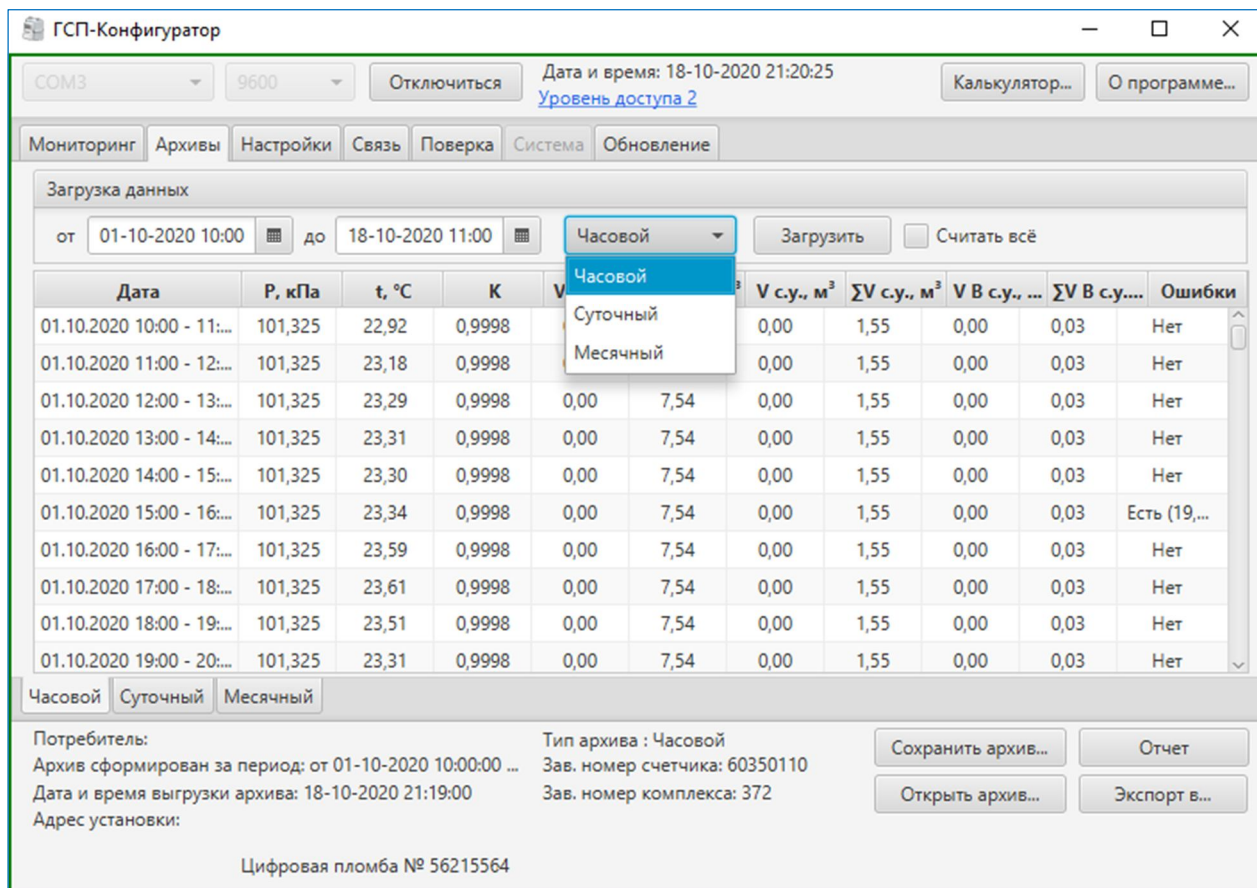 ГСП-Конфигуратор
COM3 9600 Отключиться Дата и время: 18-10-2020 21:20:25 Калькулятор... О программе...
Уровень доступа 2
Мониторинг Архивы Настройки Связь Поверка Система Обновление
Загрузка данных
от 01-10-2020 10:00 до 18-10-2020 11:00 Часовой Загрузить Считать всё
Часовой
Суточный
Месячный
Дата P, кПа t, °C K V с.у., м³ ∑V с.у., м³ V В с.у., ... ∑V В с.у.... Ошибки
01.10.2020 10:00 - 11:... 101,325 22,92 0,9998 0,00 1,55 0,00 0,03 Нет
01.10.2020 11:00 - 12:... 101,325 23,18 0,9998 0,00 1,55 0,00 0,03 Нет
01.10.2020 12:00 - 13:... 101,325 23,29 0,9998 0,00 7,54 0,00 1,55 0,00 0,03 Нет
01.10.2020 13:00 - 14:... 101,325 23,31 0,9998 0,00 7,54 0,00 1,55 0,00 0,03 Нет
01.10.2020 14:00 - 15:... 101,325 23,30 0,9998 0,00 7,54 0,00 1,55 0,00 0,03 Нет
01.10.2020 15:00 - 16:... 101,325 23,34 0,9998 0,00 7,54 0,00 1,55 0,00 0,03 Есть (19,...
01.10.2020 16:00 - 17:... 101,325 23,59 0,9998 0,00 7,54 0,00 1,55 0,00 0,03 Нет
01.10.2020 17:00 - 18:... 101,325 23,61 0,9998 0,00 7,54 0,00 1,55 0,00 0,03 Нет
01.10.2020 18:00 - 19:... 101,325 23,51 0,9998 0,00 7,54 0,00 1,55 0,00 0,03 Нет
01.10.2020 19:00 - 20:... 101,325 23,31 0,9998 0,00 7,54 0,00 1,55 0,00 0,03 Нет
Часовой Суточный Месячный
Потребитель: Тип архива : Часовой Сохранить архив... Отчет
Архив сформирован за период: от 01-10-2020 10:00:00 ... Зав. номер счетчика: 60350110
Дата и время выгрузки архива: 18-10-2020 21:19:00 Зав. номер комплекса: 372 Открыть архив... Экспорт в...
Адрес установки:
Цифровая пломба № 56215564